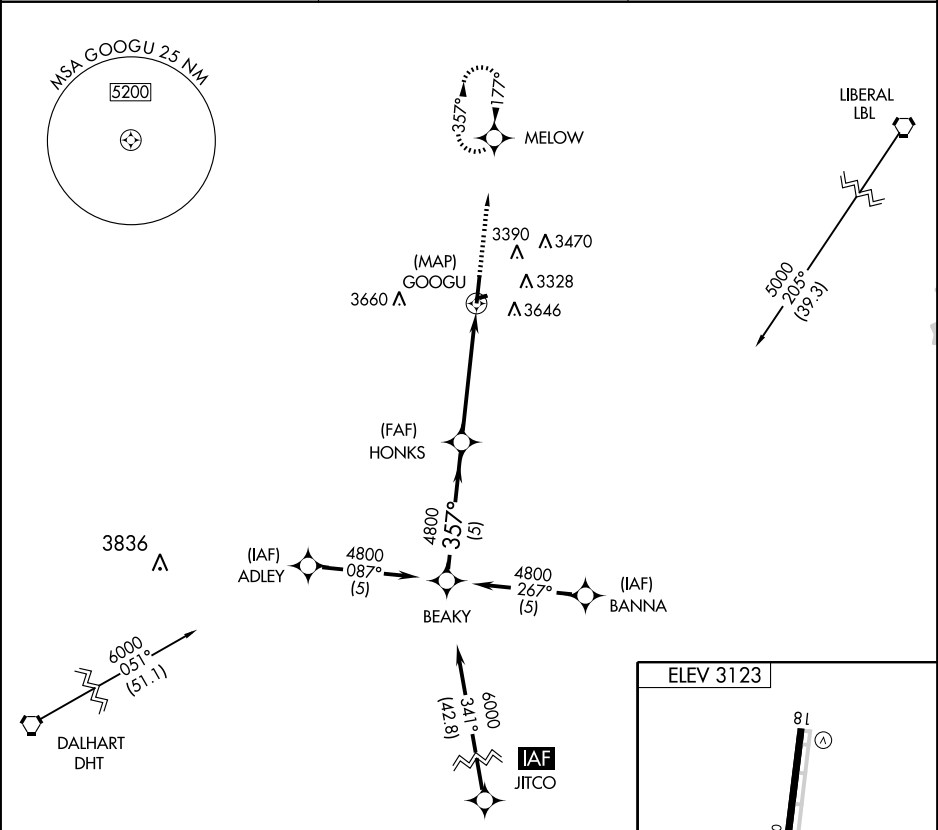 MSA GOOGU 25 NM
5200
357°
177°
MELOW
LIBERAL
LBL
5000
205°
(39.3)
3390
3470
(MAP)
GOOGU
3328
3660
3646
(FAF)
HONKS
4800
357°
(5)
3836
(IAF)
ADLEY
4800
087°
(5)
BEAKY
4800
267°
(5)
(IAF)
BANNA
6000
051°
(51.1)
DALHART
DHT
6000
341°
(42.8)
IAF
JITCO
ELEV 3123
18
V